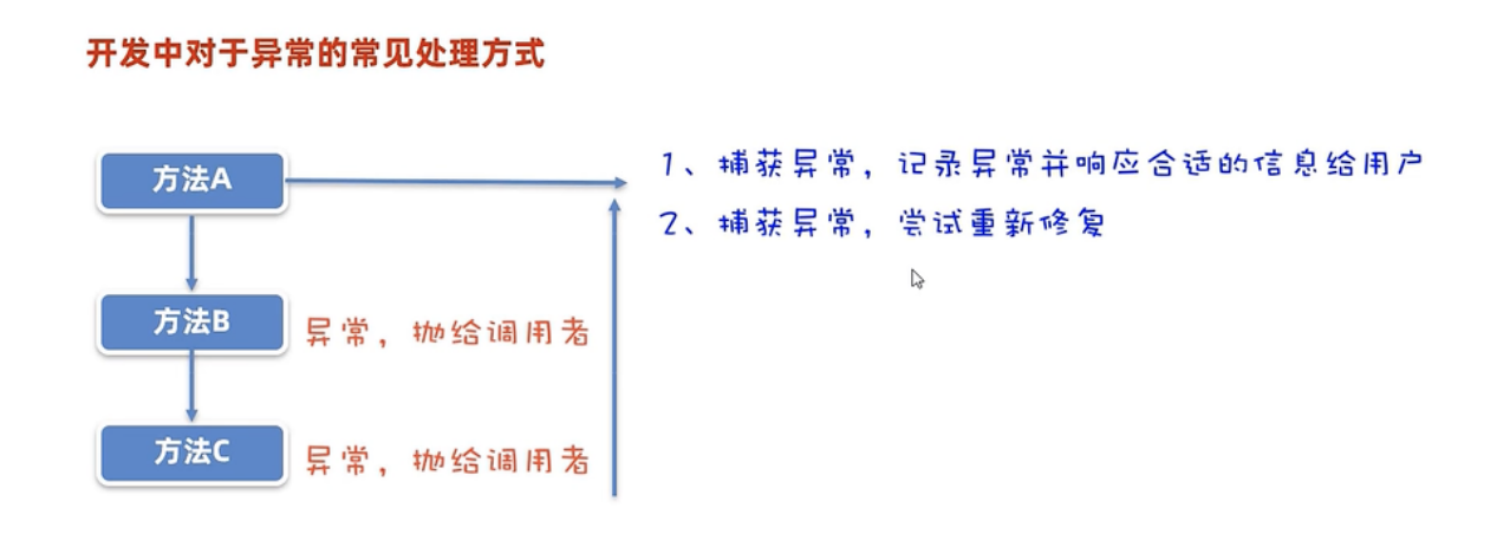 开发中对于异常的常见处理方式
方法A
1、捕获异常，记录异常并响应合适的信息给用户
2、捕获异常，尝试重新修复
方法B
异常，抛给调用者
方法C
异常，抛给调用者